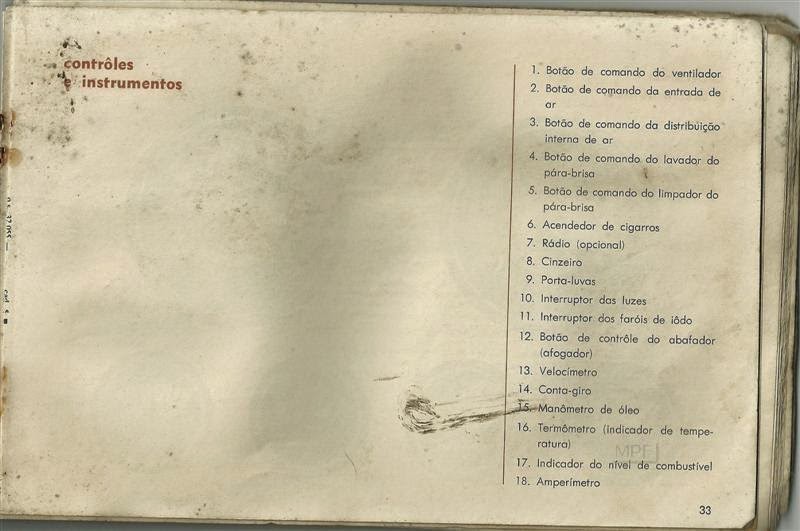 contrôles
e instrumentos
1. Botão de comando do ventilador
2. Botão de comando da entrada de
ar
3. Botão de comando da distribuição
interna de ar
4. Botão de comando do lavador do
pára-brisa
5. Botão de comando do limpador do
pára-brisa
6. Acendedor de cigarros
7. Rádio (opcional)
8. Cinzeiro
9. Porta-luvas
10. Interruptor das luzes
11. Interruptor dos faróis de iôdo
12. Botão de contrôle do abafador
(afogador)
13. Velocímetro
14. Conta-giro
15. Manômetro de óleo
16. Termômetro (indicador de tempe-
ratura)
MPE
17. Indicador do nível de combustível
18. Amperímetro
33